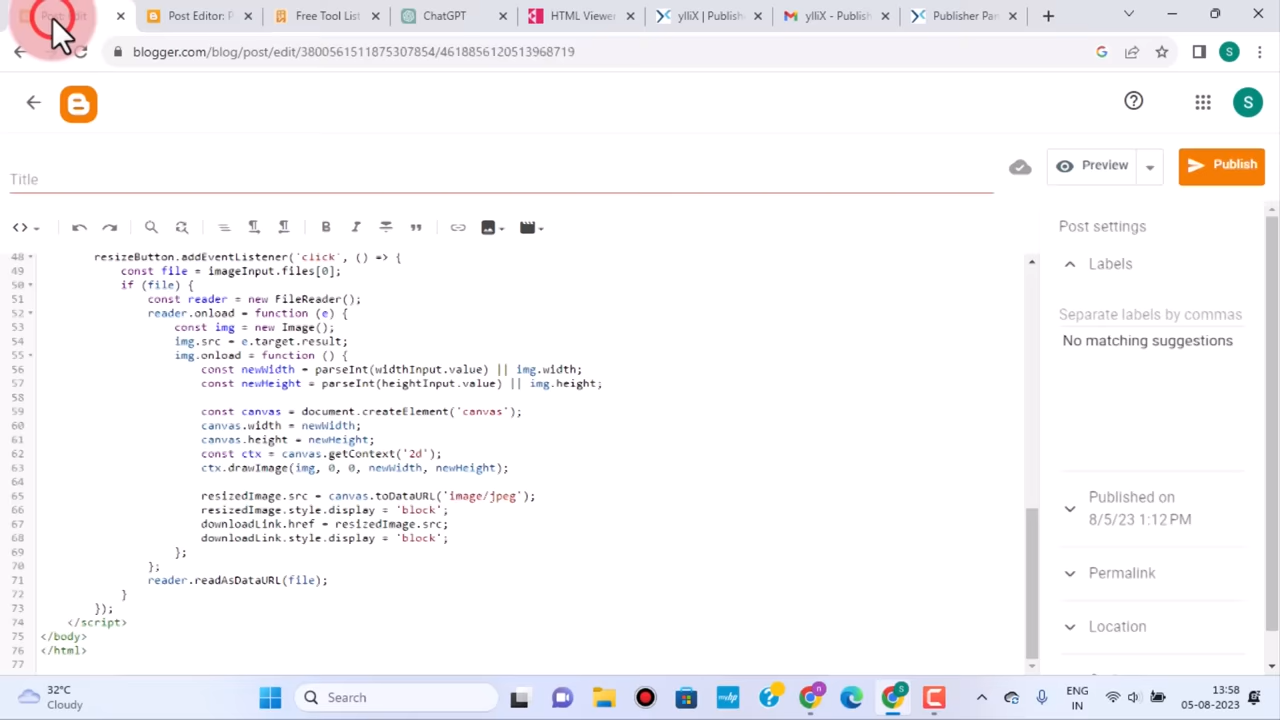 Post: Edit
Post Editor: P
Free Tool List
ChatGPT
HTML Viewer
ylliX | Publish
ylliX - Publish
Publisher Pan
blogger.com/blog/post/edit/3800561511875307854/4618856120513968719
S
S
Title
Preview
Publish
48 resizeButton.addEventListener('click', () => {
49 const file = imageInput.files[0];
50 if (file) {
51 const reader = new FileReader();
52 reader.onload = function (e) {
53 const img = new Image();
54 img.src = e.target.result;
55 img.onload = function () {
56 const newWidth = parseInt(widthInput.value) || img.width;
57 const newHeight = parseInt(heightInput.value) || img.height;
58
59 const canvas = document.createElement('canvas');
60 canvas.width = newWidth;
61 canvas.height = newHeight;
62 const ctx = canvas.getContext('2d');
63 ctx.drawImage(img, 0, 0, newWidth, newHeight);
64
65 resizedImage.src = canvas.toDataURL('image/jpeg');
66 resizedImage.style.display = 'block';
67 downloadLink.href = resizedImage.src;
68 downloadLink.style.display = 'block';
69 };
70 };
71 reader.readAsDataURL(file);
72 }
73 });
74 </script>
75 </body>
76 </html>
77
Post settings
Labels
Separate labels by commas
No matching suggestions
Published on
8/5/23 1:12 PM
Permalink
Location
32°C
Cloudy
Search
mhp
n
S
ENG
IN
13:58
05-08-2023